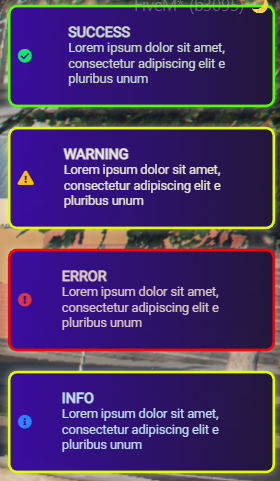 FiveM* (b3095)
SUCCESS
Lorem ipsum dolor sit amet,
consectetur adipiscing elit e
pluribus unum
WARNING
Lorem ipsum dolor sit amet,
consectetur adipiscing elit e
pluribus unum
ERROR
Lorem ipsum dolor sit amet,
consectetur adipiscing elit e
pluribus unum
INFO
Lorem ipsum dolor sit amet,
consectetur adipiscing elit e
pluribus unum